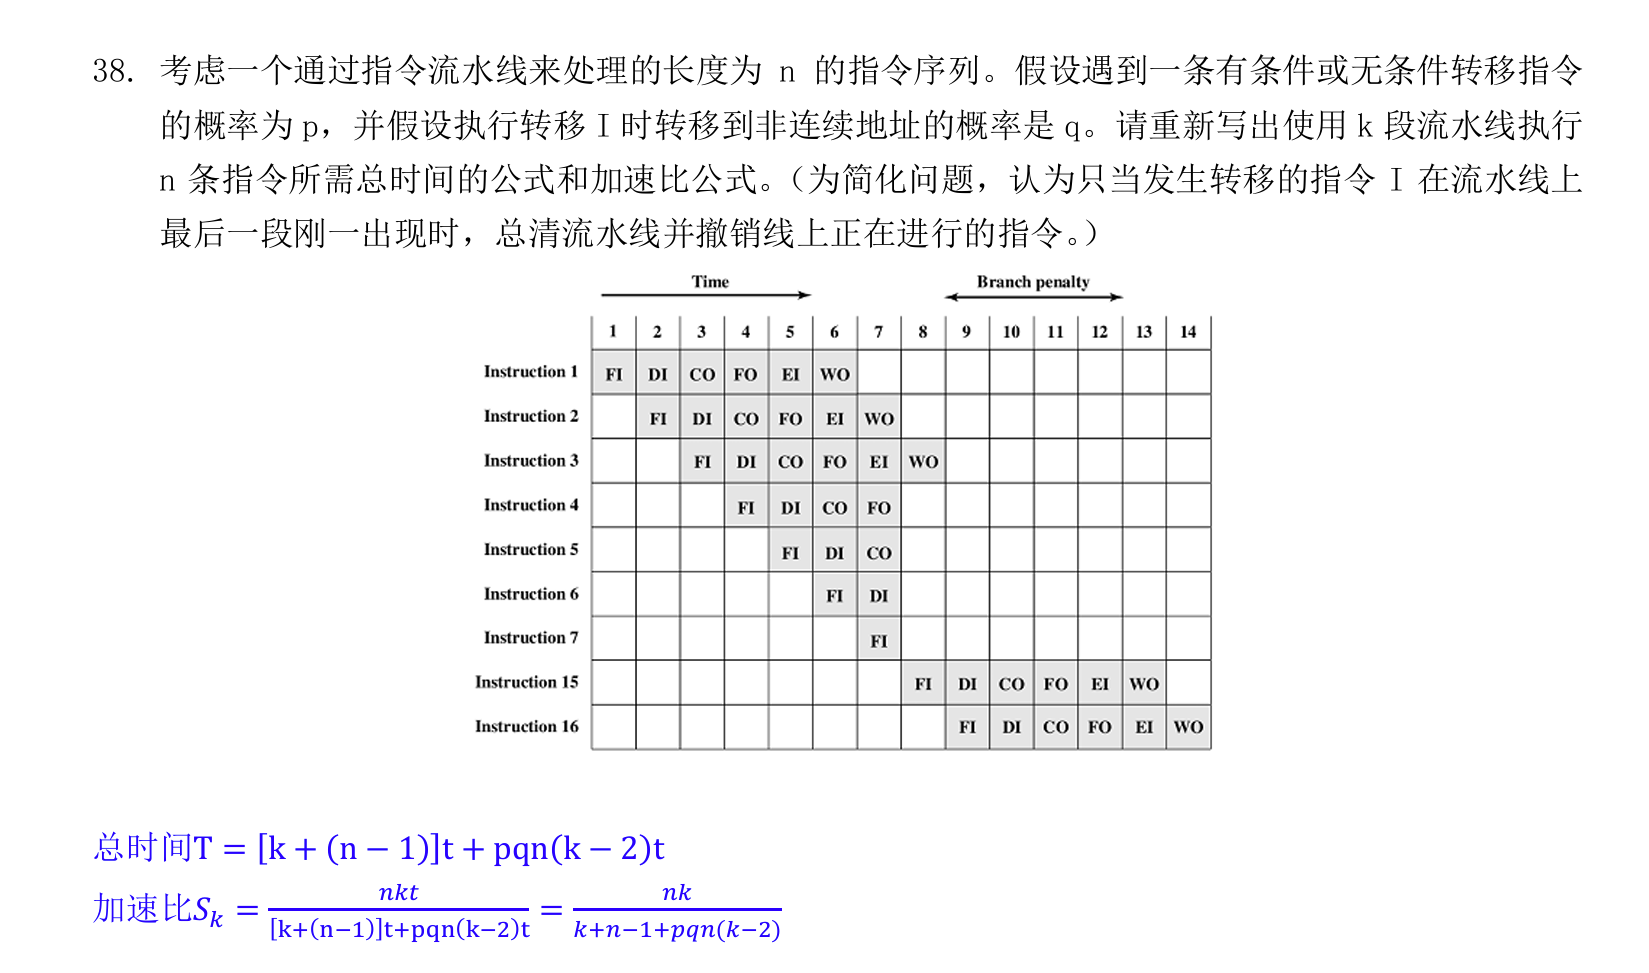 38. 考虑一个通过指令流水线来处理的长度为 n 的指令序列。假设遇到一条有条件或无条件转移指令
的概率为 p，并假设执行转移 I 时转移到非连续地址的概率是 q。请重新写出使用 k 段流水线执行
n 条指令所需总时间的公式和加速比公式。（为简化问题，认为只当发生转移的指令 I 在流水线上
最后一段刚一出现时，总清流水线并撤销线上正在进行的指令。）
Time Branch penalty
1 2 3 4 5 6 7 8 9 10 11 12 13 14
Instruction 1 FI DI CO FO EI WO
Instruction 2 FI DI CO FO EI WO
Instruction 3 FI DI CO FO EI WO
Instruction 4 FI DI CO FO
Instruction 5 FI DI CO
Instruction 6 FI DI
Instruction 7 FI
Instruction 15 FI DI CO FO EI WO
Instruction 16 FI DI CO FO EI WO
总时间T = [k + (n − 1)]t + pqn(k − 2)t
加速比S_k = nkt / [k+(n−1)]t+pqn(k−2)t = nk / k+n−1+pqn(k−2)